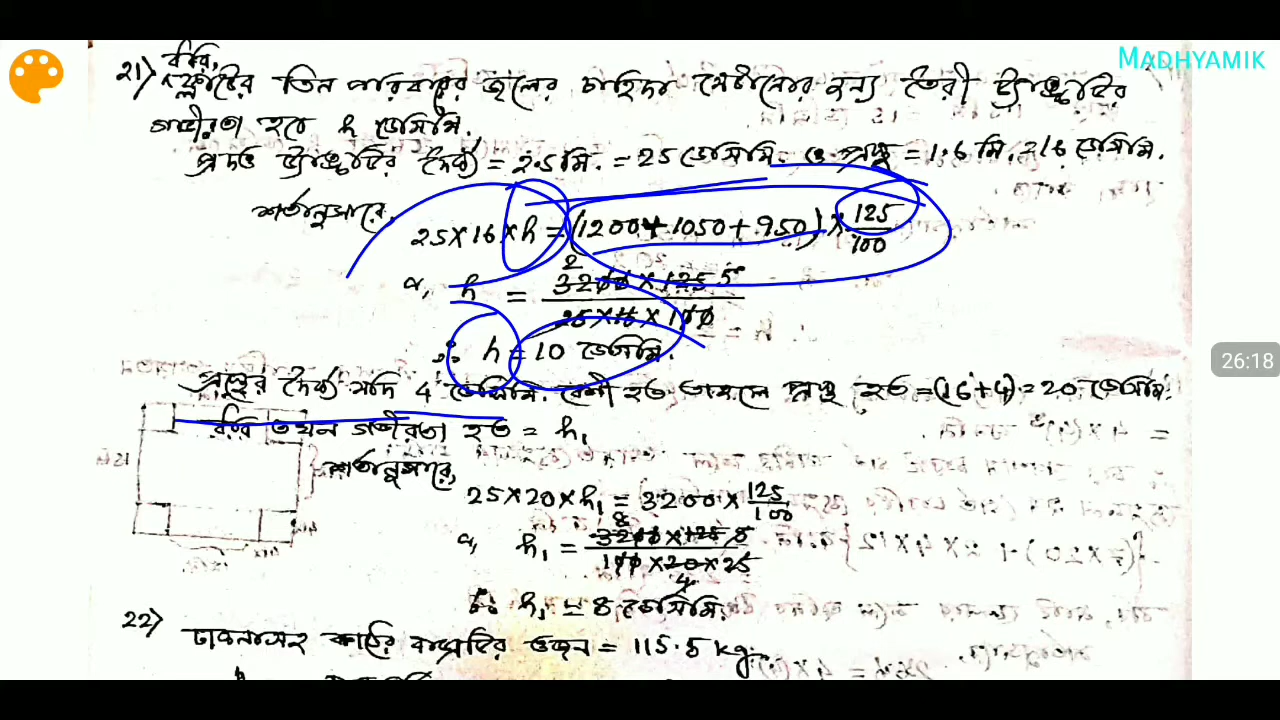 MADHYAMIK
21) ধরি,
ফ্ল্যাটের তিন পরিবারের জলের চাহিদা মেটানোর জন্য তৈরী ট্যাঙ্কটির
গভীরতা হবে h ডেসিমি.
প্রদত্ত ট্যাঙ্কটির দৈর্ঘ্য = 2.5 মি. = 25 ডেসিমি. ও প্রস্থ = 1.6 মি. = 16 ডেসিমি.
শর্তানুসারে,
25 × 16 × h = (1200 + 1050 + 950) × 125/100
বা, h = 3200 × 125 / 25 × 16 × 100
∴ h = 10 ডেসিমি.
26:18
প্রস্থের দৈর্ঘ্য যদি 4 ডেসিমি. বেশী হত তাহলে প্রস্থ হত = (16+4) = 20 ডেসিমি.
ধরি তখন গভীরতা হত = h₁
শর্তানুসারে,
25 × 20 × h₁ = 3200 × 125/100
বা, h₁ = 3200 × 125 / 100 × 20 × 25
∴ h₁ = 8 ডেসিমি.
22) ঢাকনাসহ কাঠের বাক্সটির ওজন = 115.5 kg.